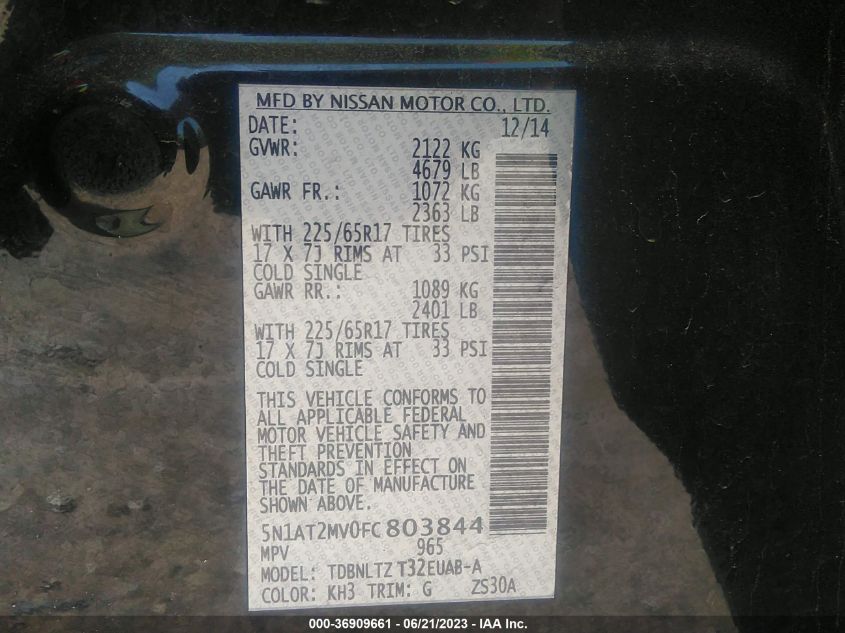 MFD BY NISSAN MOTOR CO., LTD.
DATE: 12/14
GVWR: 2122 KG
4679 LB
GAWR FR.: 1072 KG
2363 LB
WITH 225/65R17 TIRES
17 X 7J RIMS AT 33 PSI
COLD SINGLE
GAWR RR.: 1089 KG
2401 LB
WITH 225/65R17 TIRES
17 X 7J RIMS AT 33 PSI
COLD SINGLE
THIS VEHICLE CONFORMS TO
ALL APPLICABLE FEDERAL
MOTOR VEHICLE SAFETY AND
THEFT PREVENTION
STANDARDS IN EFFECT ON
THE DATE OF MANUFACTURE
SHOWN ABOVE.
5N1AT2MV0FC803844
MPV 965
MODEL: TDBNLTZ T32EUAB-A
COLOR: KH3 TRIM: G ZS30A
000-36909661 - 06/21/2023 - IAA Inc.